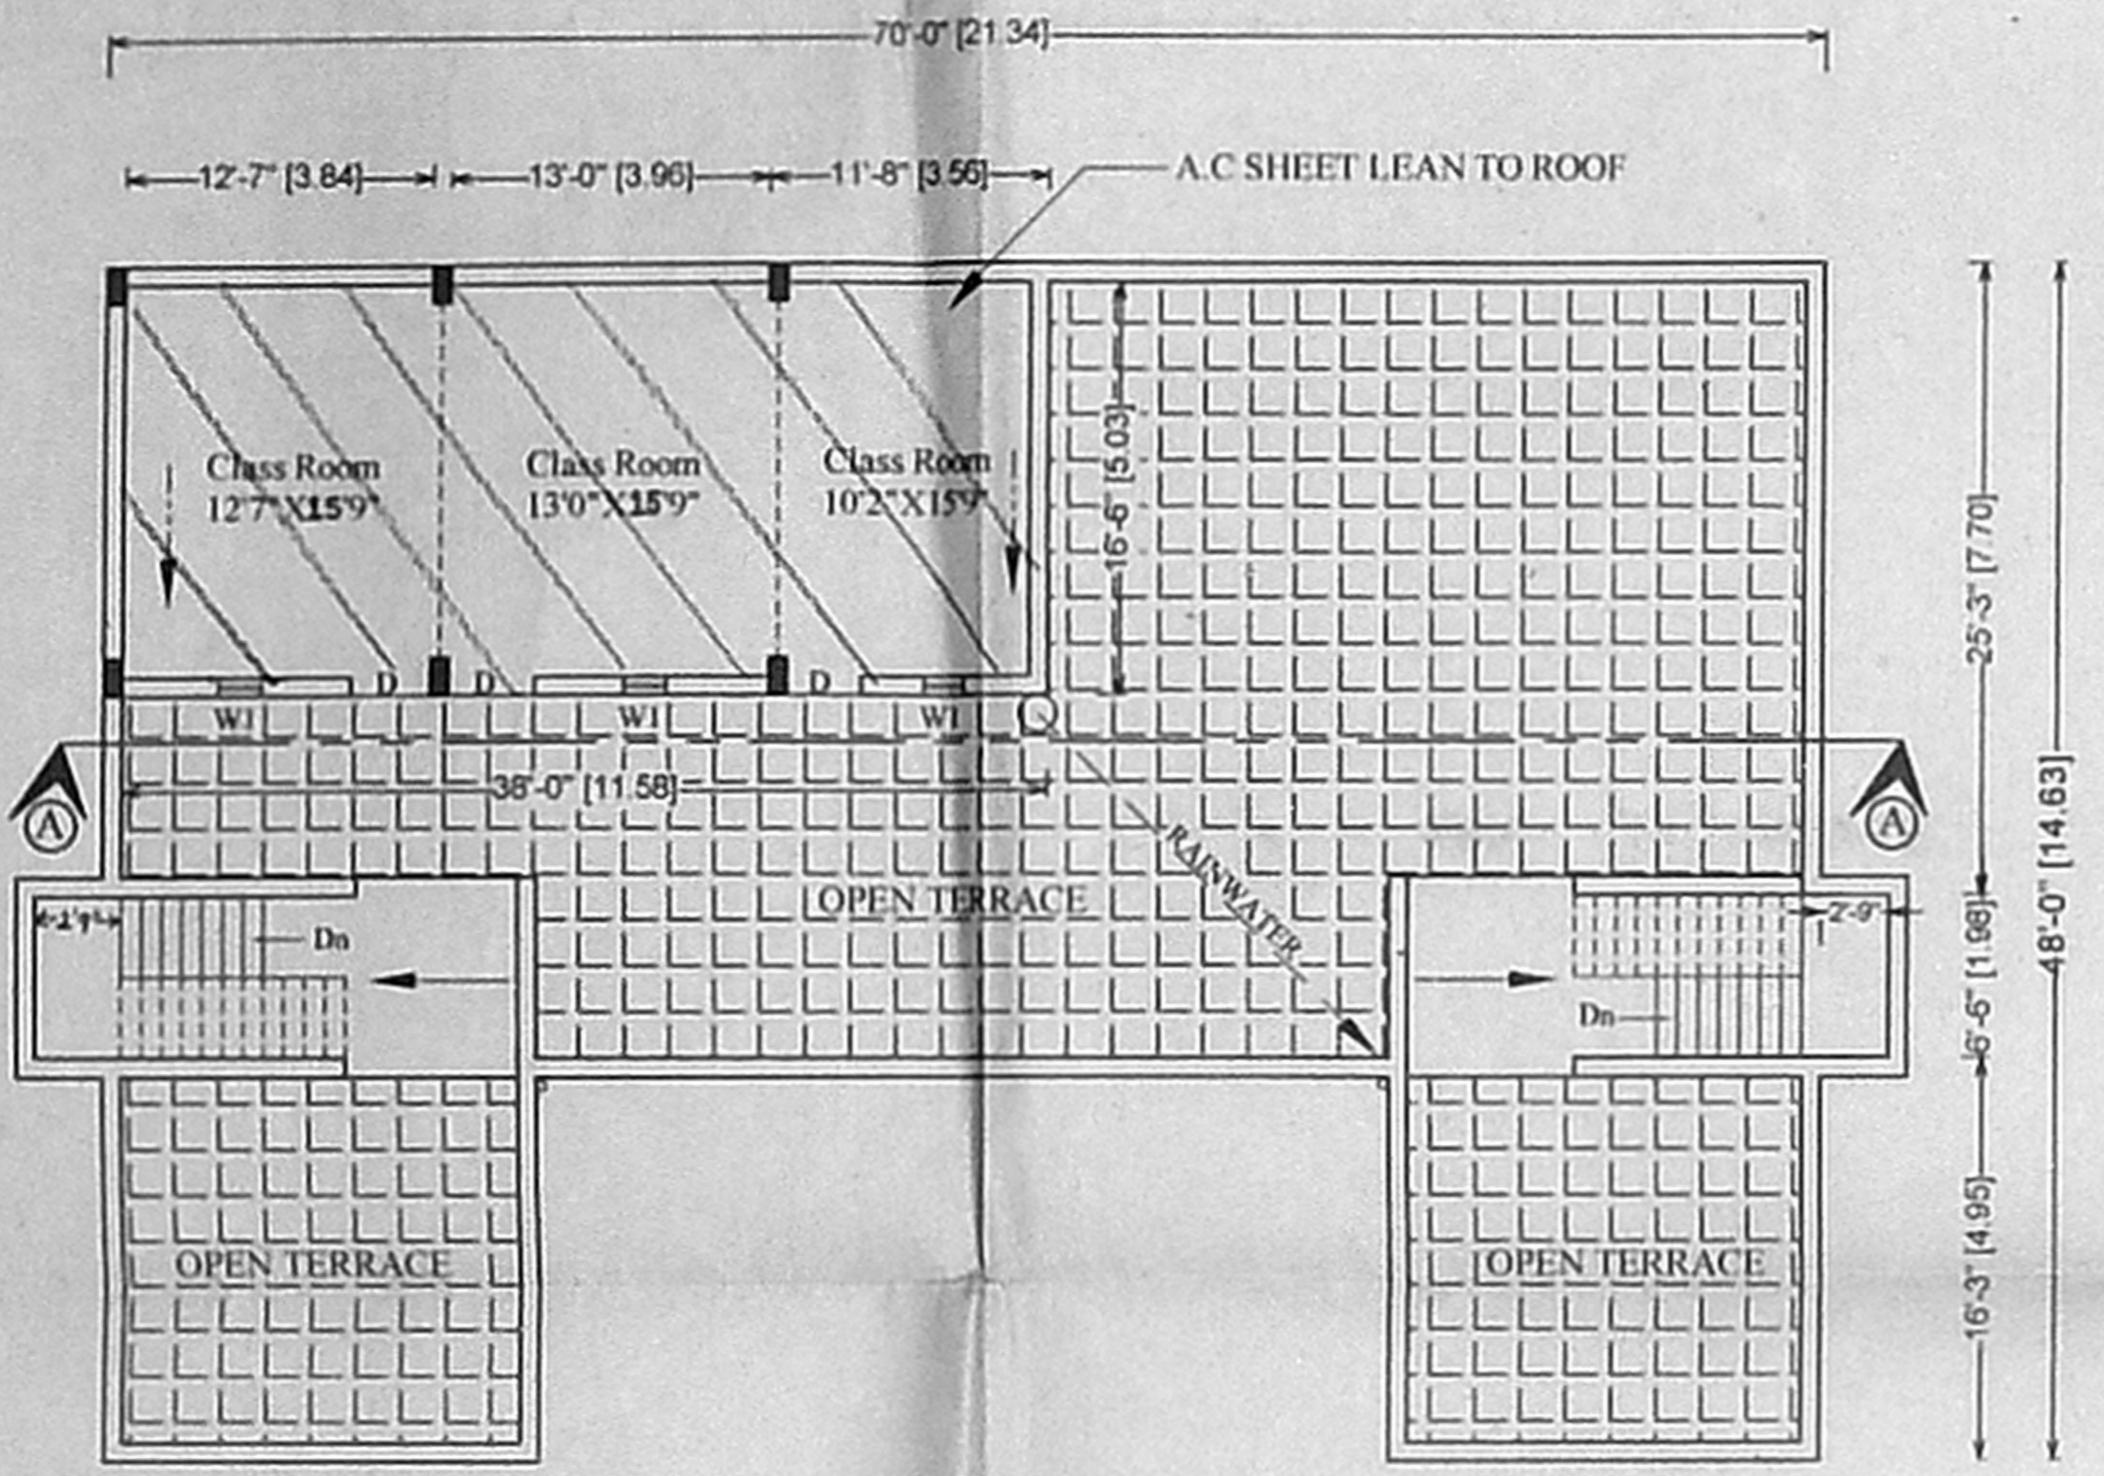 70'-0" [21.34]
12'-7" [3.84]
13'-0" [3.96]
11'-8" [3.56]
A.C SHEET LEAN TO ROOF
Class Room
12'7"X15'9"
Class Room
13'0"X15'9"
Class Room
10'2"X15'9"
16'-6" [5.03]
25'-3" [7.70]
D
D
D
W1
W1
W1
38'-0" [11.58]
A
A
48'-0" [14.63]
RAINWATER
OPEN TERRACE
Dn
2'-9"
6'-6" [1.98]
Dn
16'-3" [4.95]
OPEN TERRACE
OPEN TERRACE